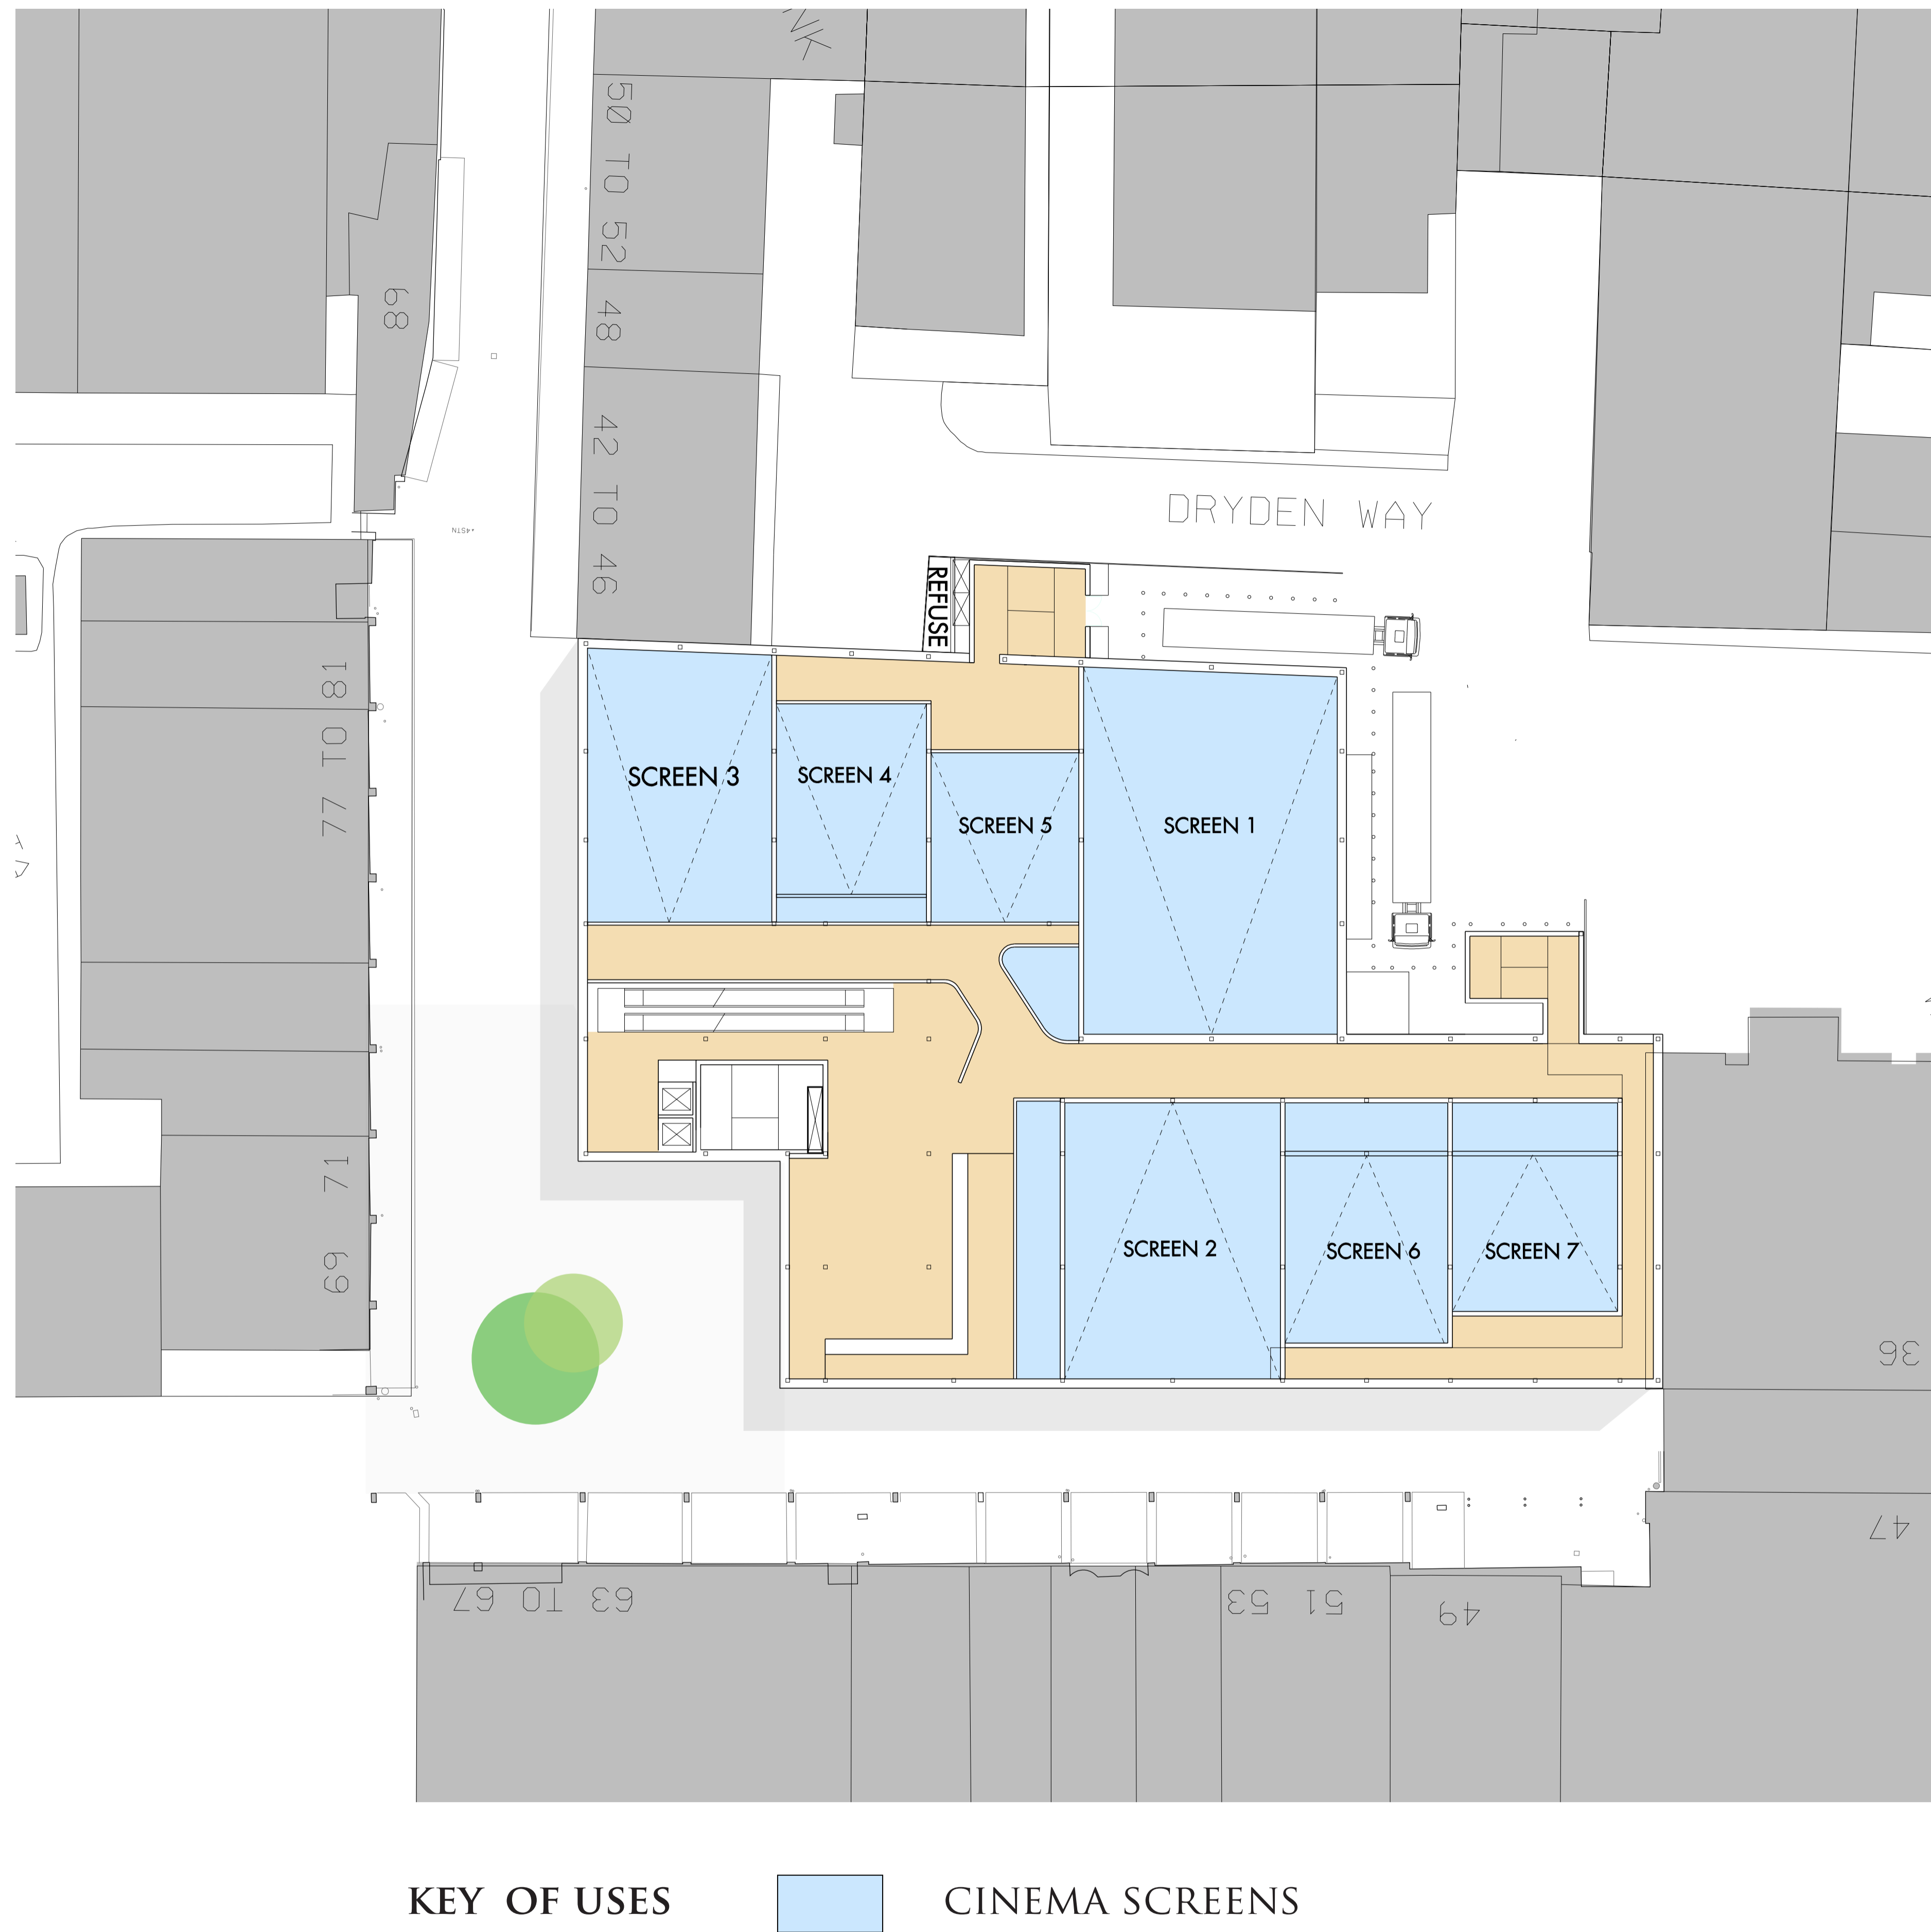 50 TO 52
68
48
42 TO 46
DRYDEN WAY
REFUSE
77 TO 81
SCREEN 3
SCREEN 4
SCREEN 5
SCREEN 1
69 71
SCREEN 2
SCREEN 6
SCREEN 7
36
47
63 TO 67
53
51
49
KEY OF USES
CINEMA SCREENS